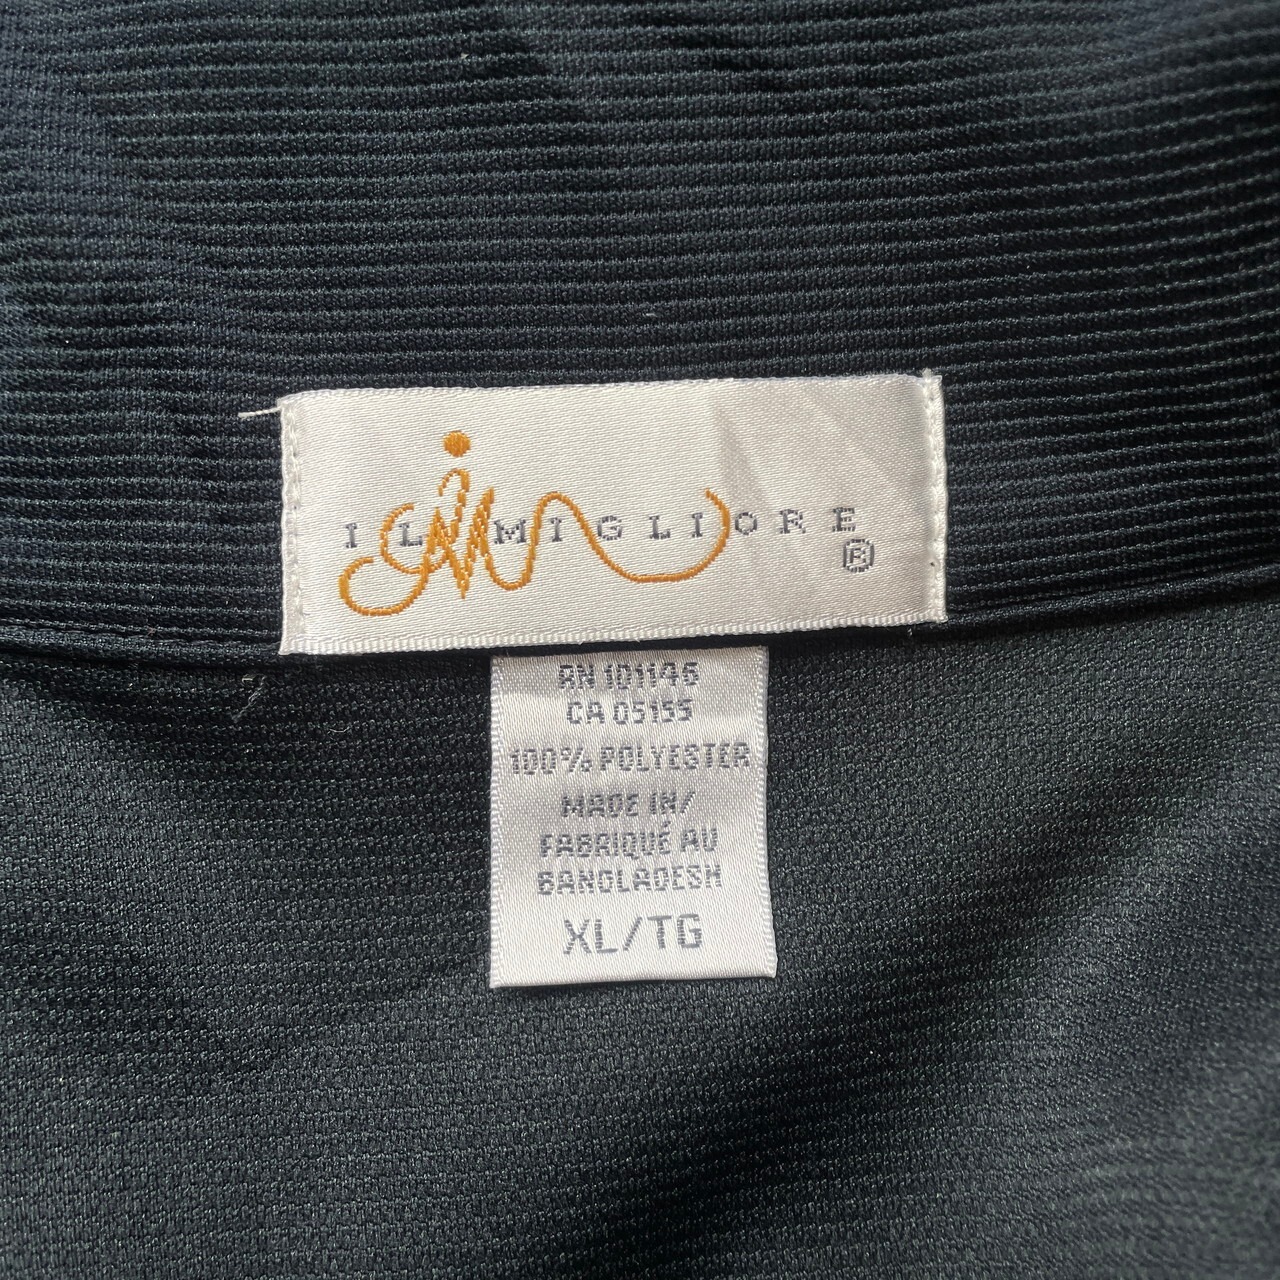 IL MIGLIORE
®
RN 101146
CA 05155
100% POLYESTER
MADE IN/
FABRIQUÉ AU
BANGLADESH
XL/TG